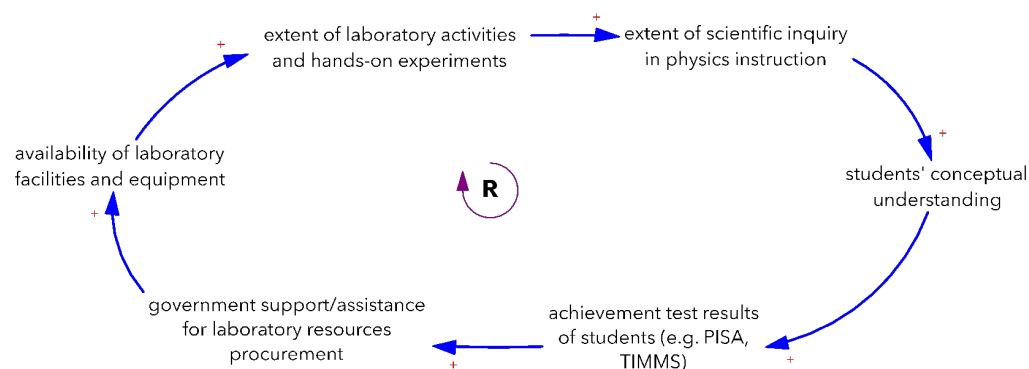 extent of laboratory activities
and hands-on experiments
+
extent of scientific inquiry
in physics instruction
+
+
students' conceptual
understanding
+
achievement test results
of students (e.g. PISA,
TIMMS)
+
government support/assistance
for laboratory resources
procurement
+
availability of laboratory
facilities and equipment
R